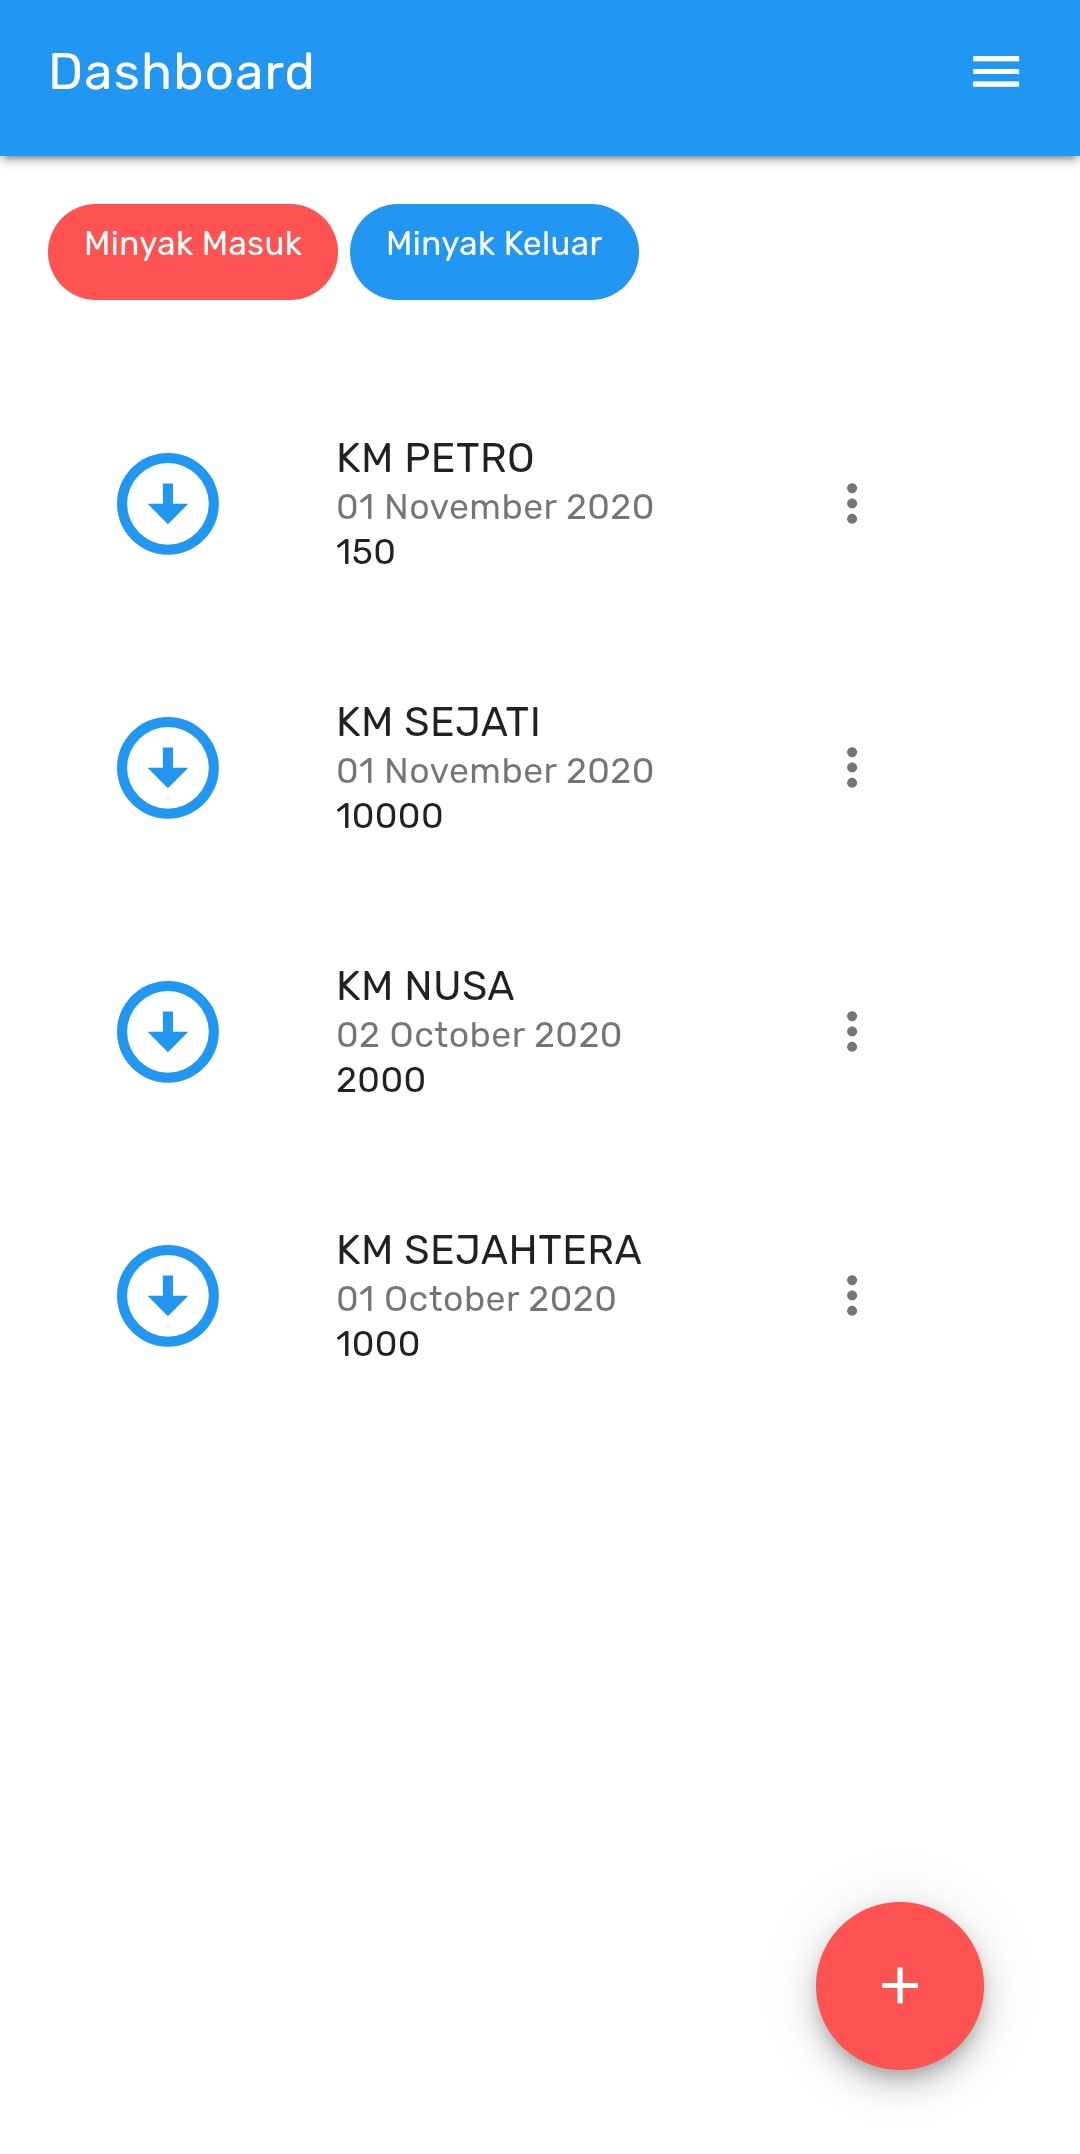 Dashboard
Minyak Masuk
Minyak Keluar
KM PETRO
01 November 2020
150
KM SEJATI
01 November 2020
10000
KM NUSA
02 October 2020
2000
KM SEJAHTERA
01 October 2020
1000